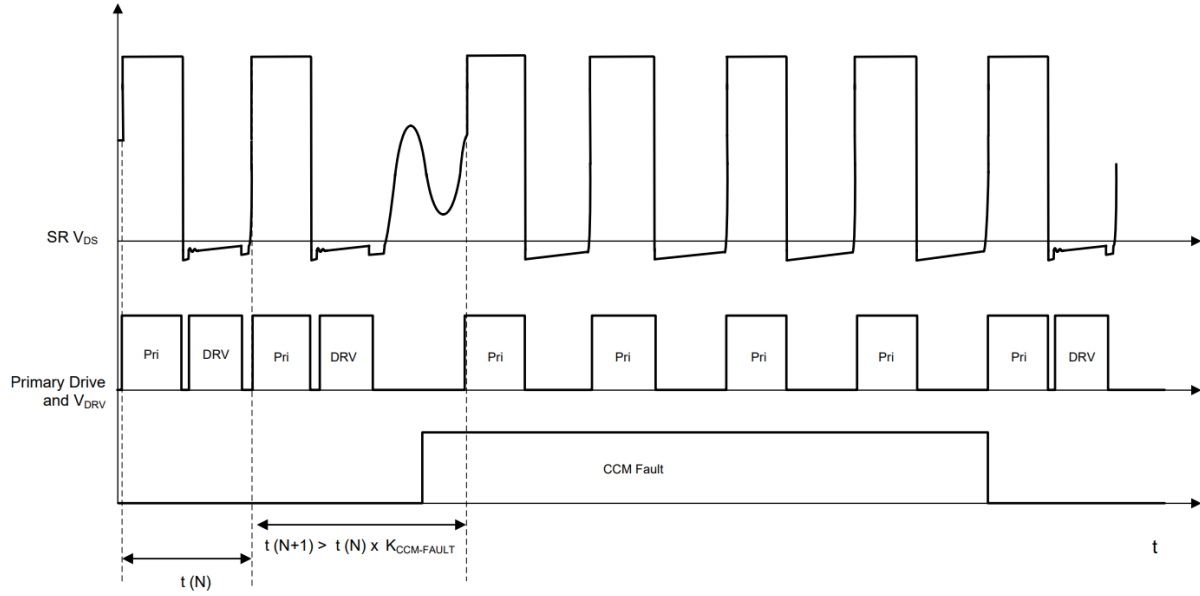 SR VDS
Pri DRV Pri DRV Pri Pri Pri Pri Pri DRV
Primary Drive
and VDRV
CCM Fault
t (N+1) > t (N) x KCCM-FAULT
t
t (N)